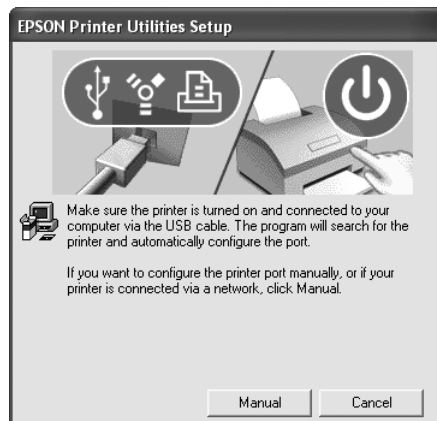 EPSON Printer Utilities Setup
Make sure the printer is turned on and connected to your
computer via the USB cable. The program will search for the
printer and automatically configure the port.
If you want to configure the printer port manually, or if your
printer is connected via a network, click Manual.
Manual
Cancel